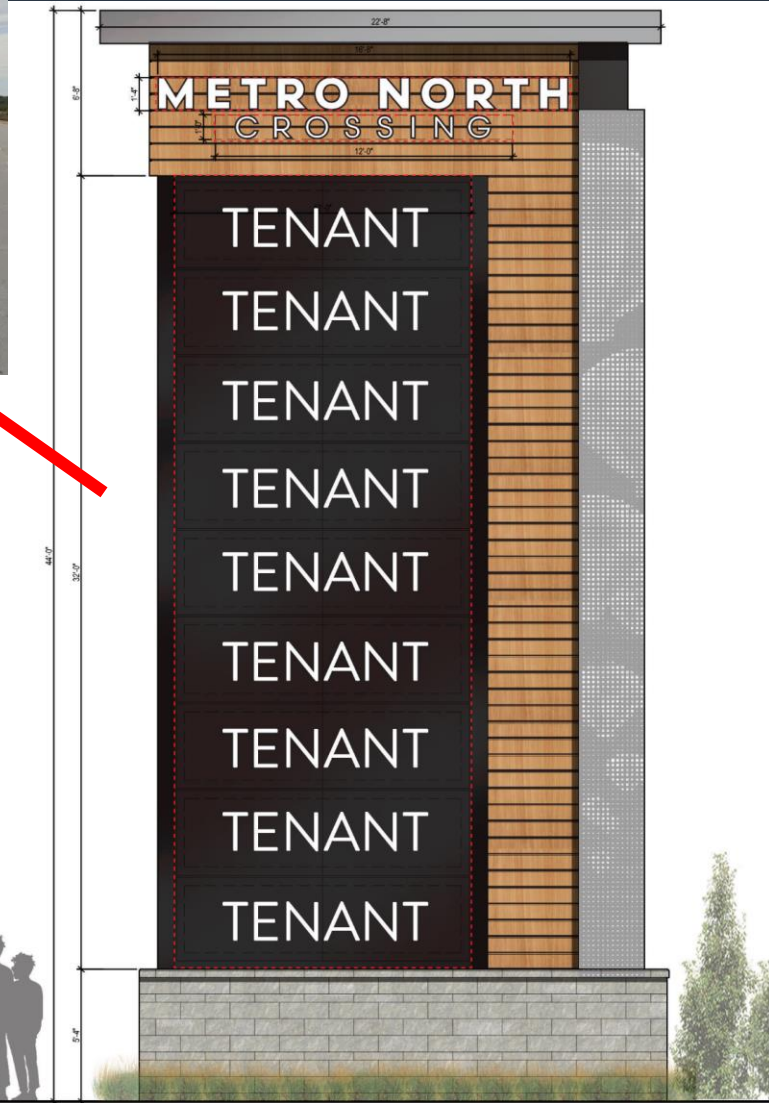 22'-8"
16'-8"
6'-8"
1'-4"
METRO NORTH
CROSSING
12'-0"
TENANT
TENANT
TENANT
TENANT
TENANT
TENANT
TENANT
TENANT
TENANT
44'-0"
32'-0"
5'-4"